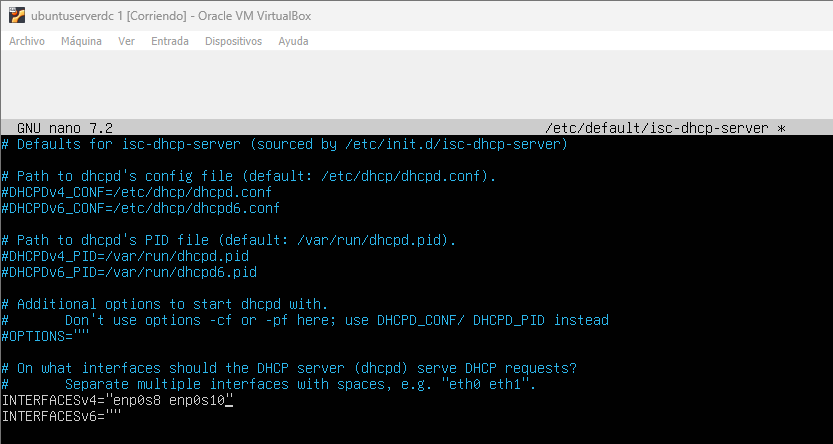 ubuntuserverdc 1 [Corriendo] - Oracle VM VirtualBox
Archivo Máquina Ver Entrada Dispositivos Ayuda
GNU nano 7.2 /etc/default/isc-dhcp-server *
# Defaults for isc-dhcp-server (sourced by /etc/init.d/isc-dhcp-server)
# Path to dhcpd's config file (default: /etc/dhcp/dhcpd.conf).
#DHCPDv4_CONF=/etc/dhcp/dhcpd.conf
#DHCPDv6_CONF=/etc/dhcp/dhcpd6.conf
# Path to dhcpd's PID file (default: /var/run/dhcpd.pid).
#DHCPDv4_PID=/var/run/dhcpd.pid
#DHCPDv6_PID=/var/run/dhcpd6.pid
# Additional options to start dhcpd with.
#       Don't use options -cf or -pf here; use DHCPD_CONF/ DHCPD_PID instead
#OPTIONS=""
# On what interfaces should the DHCP server (dhcpd) serve DHCP requests?
#       Separate multiple interfaces with spaces, e.g. "eth0 eth1".
INTERFACESv4="enp0s8 enp0s10"
INTERFACESv6=""